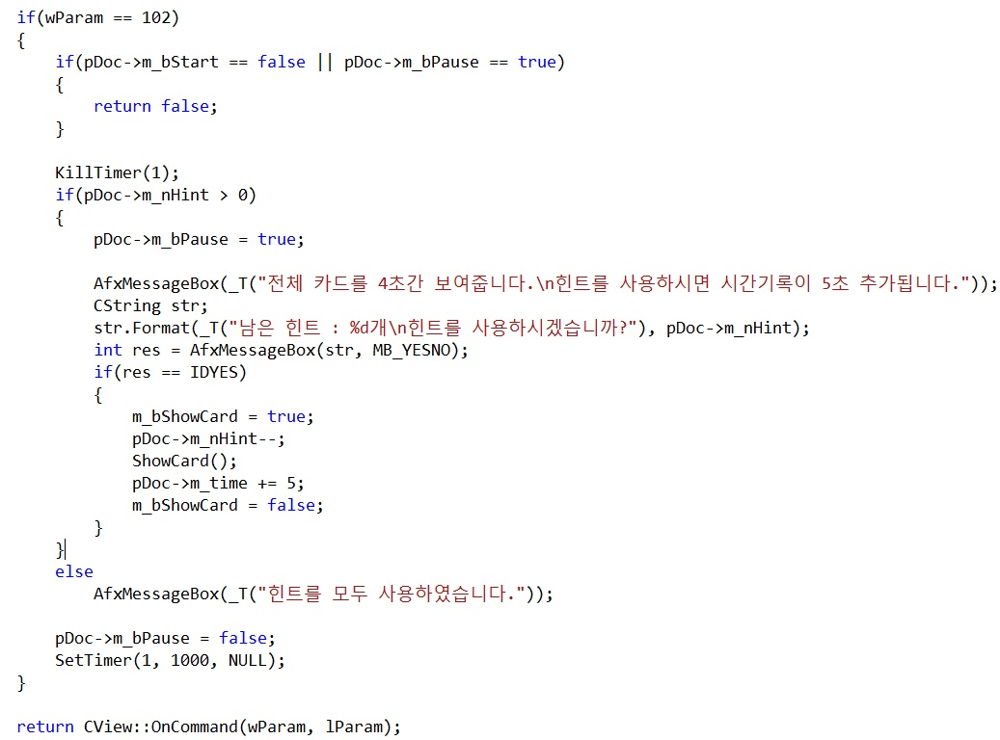 if(wParam == 102)
{
    if(pDoc->m_bStart == false || pDoc->m_bPause == true)
    {
        return false;
    }

    KillTimer(1);
    if(pDoc->m_nHint > 0)
    {
        pDoc->m_bPause = true;

        AfxMessageBox(_T("전체 카드를 4초간 보여줍니다.\n힌트를 사용하시면 시간기록이 5초 추가됩니다."));
        CString str;
        str.Format(_T("남은 힌트 : %d개\n힌트를 사용하시겠습니까?"), pDoc->m_nHint);
        int res = AfxMessageBox(str, MB_YESNO);
        if(res == IDYES)
        {
            m_bShowCard = true;
            pDoc->m_nHint--;
            ShowCard();
            pDoc->m_time += 5;
            m_bShowCard = false;
        }
    }
    else
        AfxMessageBox(_T("힌트를 모두 사용하였습니다."));

    pDoc->m_bPause = false;
    SetTimer(1, 1000, NULL);
}

return CView::OnCommand(wParam, lParam);